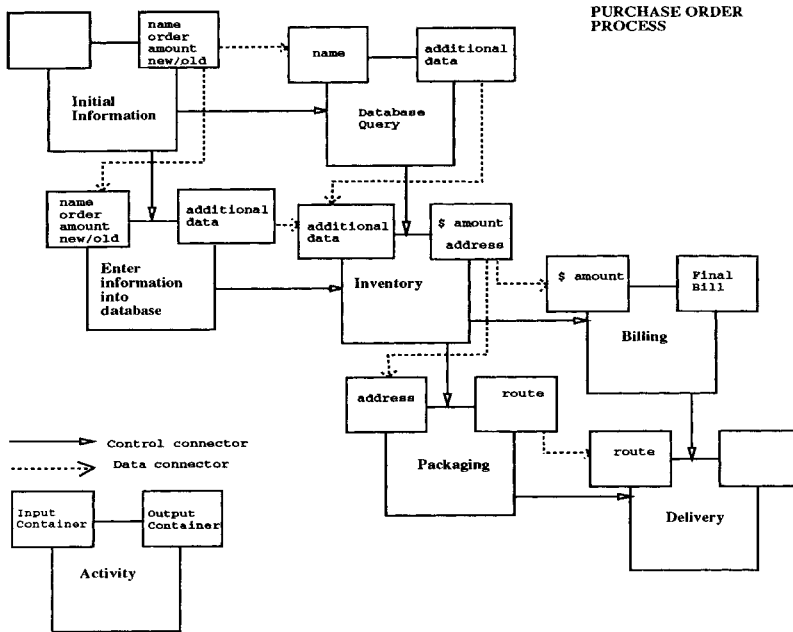 PURCHASE ORDER
PROCESS
name
order
amount
new/old
name
additional
data
Initial
Information
Database
Query
name
order
amount
new/old
additional
data
additional
data
$ amount
address
Enter
information
into
database
Inventory
$ amount
Final
Bill
Billing
address
route
Packaging
route
Delivery
Control connector
Data connector
Input
Container
Output
Container
Activity